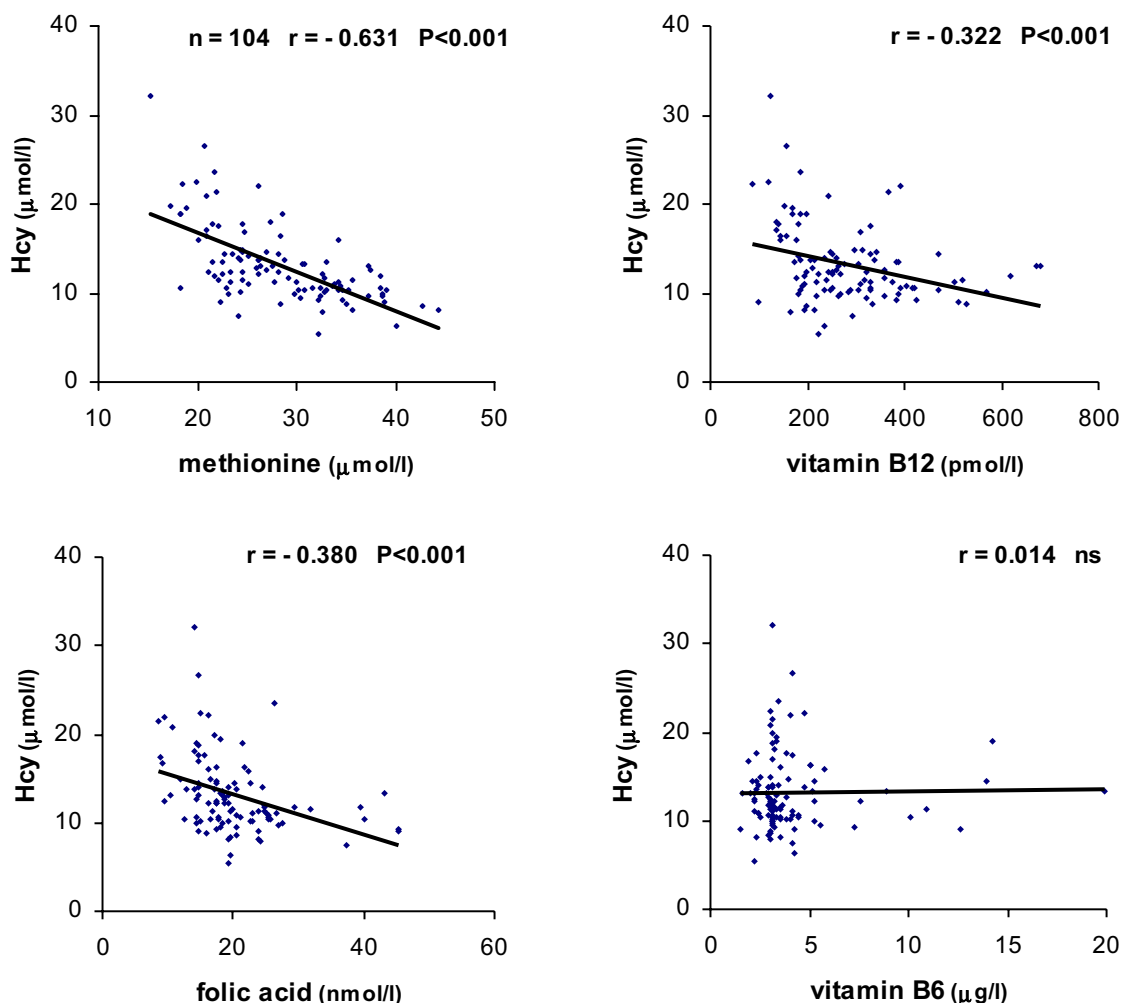 n = 104 r = - 0.631 P<0.001
40
30
20
10
0
Hcy (μmol/l)
10 20 30 40 50
methionine (μmol/l)
r = - 0.322 P<0.001
40
30
20
10
0
Hcy (μmol/l)
0 200 400 600 800
vitamin B12 (pmol/l)
r = - 0.380 P<0.001
40
30
20
10
0
Hcy (μmol/l)
0 20 40 60
folic acid (nmol/l)
r = 0.014 ns
40
30
20
10
0
Hcy (μmol/l)
0 5 10 15 20
vitamin B6 (μg/l)